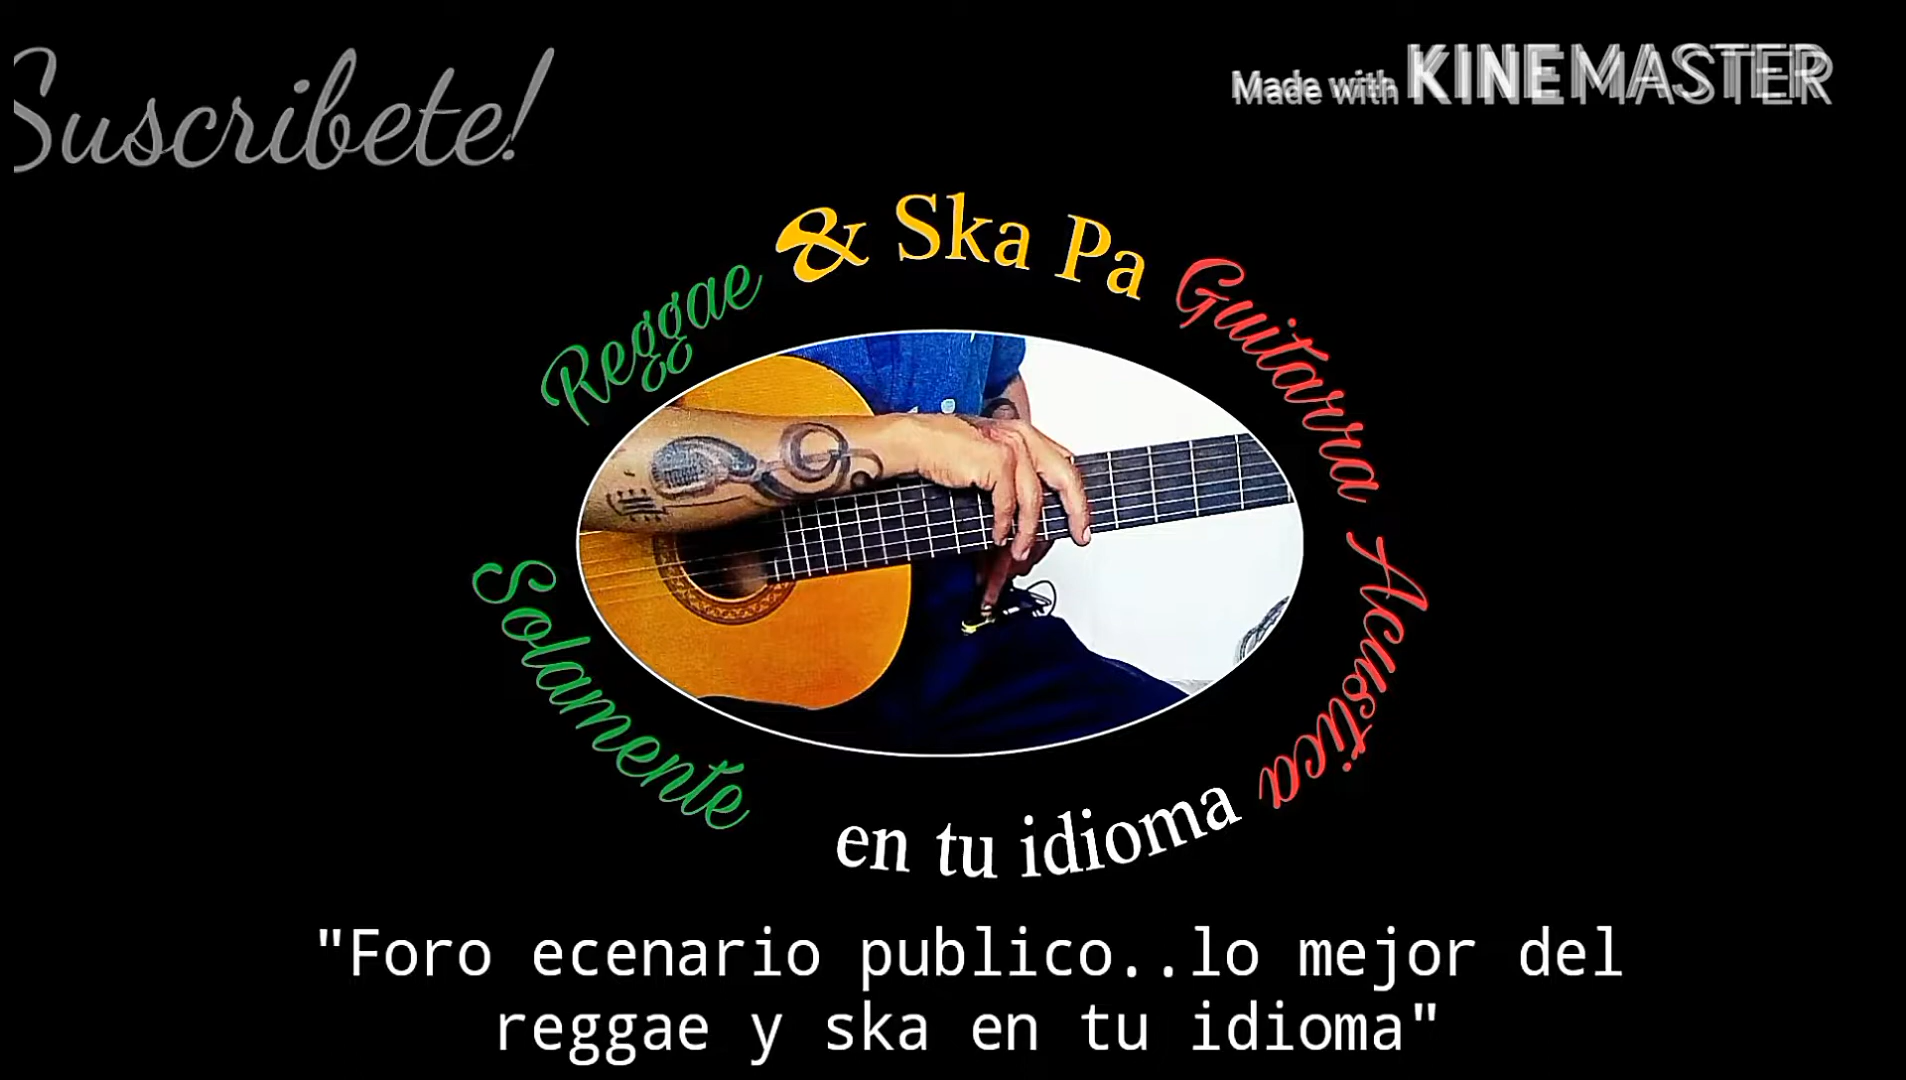 Suscribete!
Made with KINEMASTER
Reggae & Ska Pa Guitarra Acustica
Solamente en tu idioma
"Foro ecenario publico..lo mejor del
reggae y ska en tu idioma"